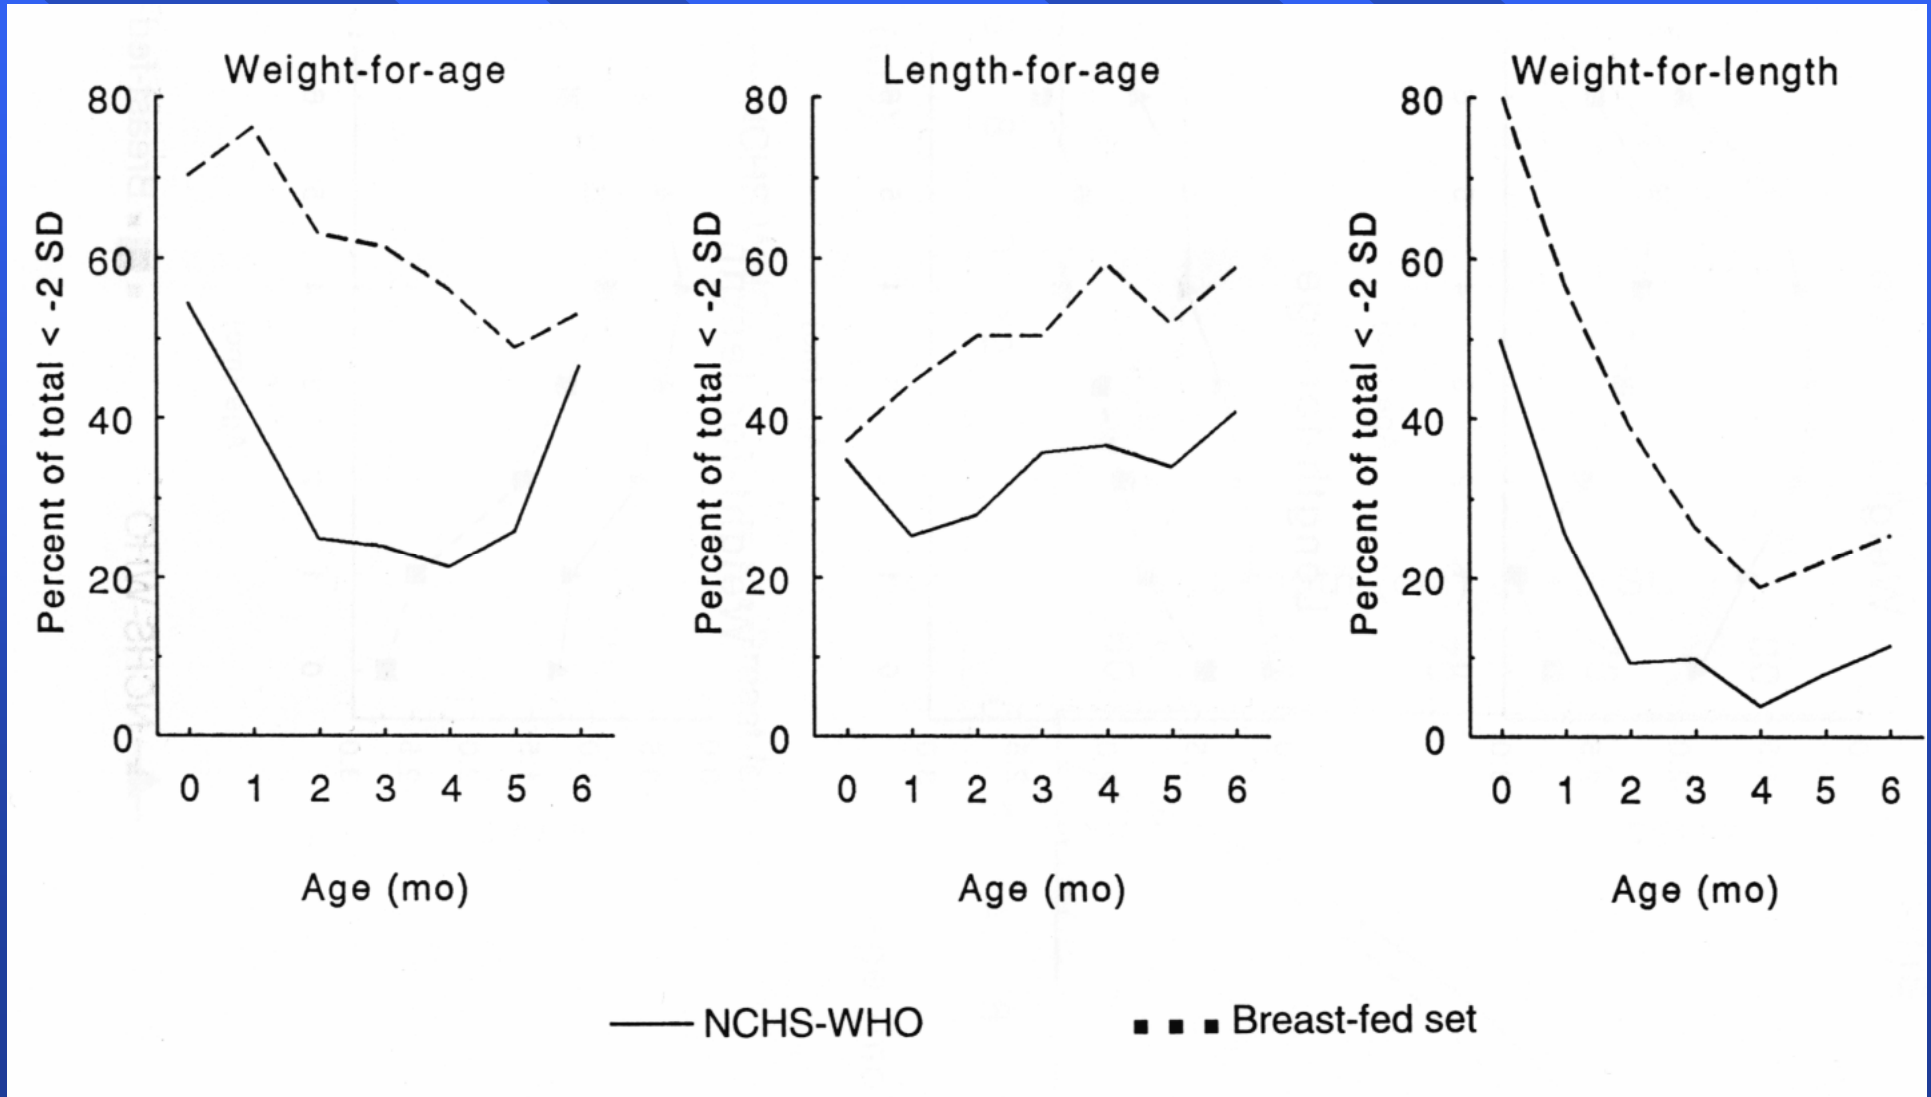 Weight-for-age
Percent of total < -2 SD
80
60
40
20
0
0 1 2 3 4 5 6
Age (mo)
Length-for-age
Percent of total < -2 SD
80
60
40
20
0
0 1 2 3 4 5 6
Age (mo)
Weight-for-length
Percent of total < -2 SD
80
60
40
20
0
0 1 2 3 4 5 6
Age (mo)
NCHS-WHO
Breast-fed set